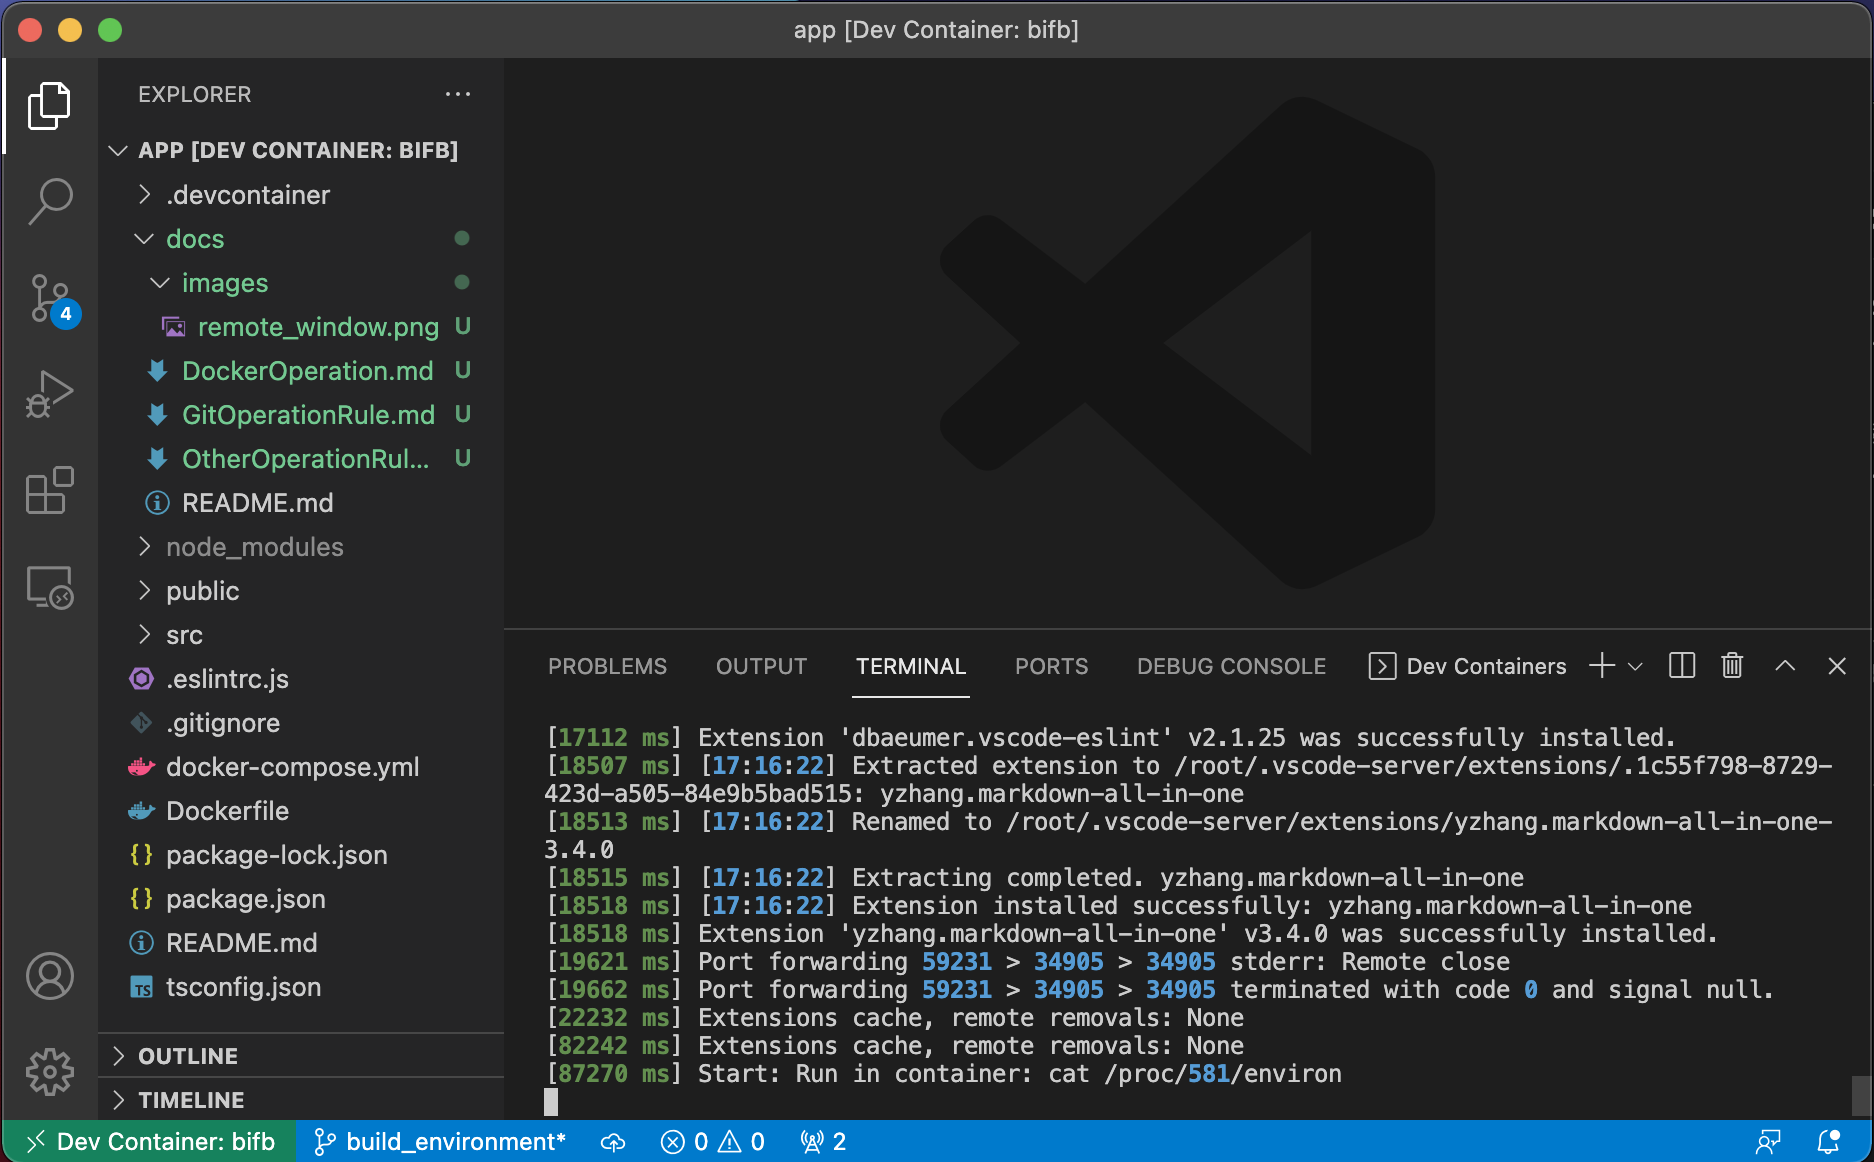 app [Dev Container: bifb]
EXPLORER
APP [DEV CONTAINER: BIFB]
.devcontainer
docs
images
remote_window.png U
DockerOperation.md U
GitOperationRule.md U
OtherOperationRul... U
README.md
node_modules
public
src
.eslintrc.js
.gitignore
docker-compose.yml
Dockerfile
{} package-lock.json
{} package.json
README.md
TS tsconfig.json
OUTLINE
TIMELINE
4
PROBLEMS OUTPUT TERMINAL PORTS DEBUG CONSOLE Dev Containers
[17112 ms] Extension 'dbaeumer.vscode-eslint' v2.1.25 was successfully installed.
[18507 ms] [17:16:22] Extracted extension to /root/.vscode-server/extensions/.1c55f798-8729-
423d-a505-84e9b5bad515: yzhang.markdown-all-in-one
[18513 ms] [17:16:22] Renamed to /root/.vscode-server/extensions/yzhang.markdown-all-in-one-
3.4.0
[18515 ms] [17:16:22] Extracting completed. yzhang.markdown-all-in-one
[18518 ms] [17:16:22] Extension installed successfully: yzhang.markdown-all-in-one
[18518 ms] Extension 'yzhang.markdown-all-in-one' v3.4.0 was successfully installed.
[19621 ms] Port forwarding 59231 > 34905 > 34905 stderr: Remote close
[19662 ms] Port forwarding 59231 > 34905 > 34905 terminated with code 0 and signal null.
[22232 ms] Extensions cache, remote removals: None
[82242 ms] Extensions cache, remote removals: None
[87270 ms] Start: Run in container: cat /proc/581/environ
Dev Container: bifb build_environment* 0 0 2